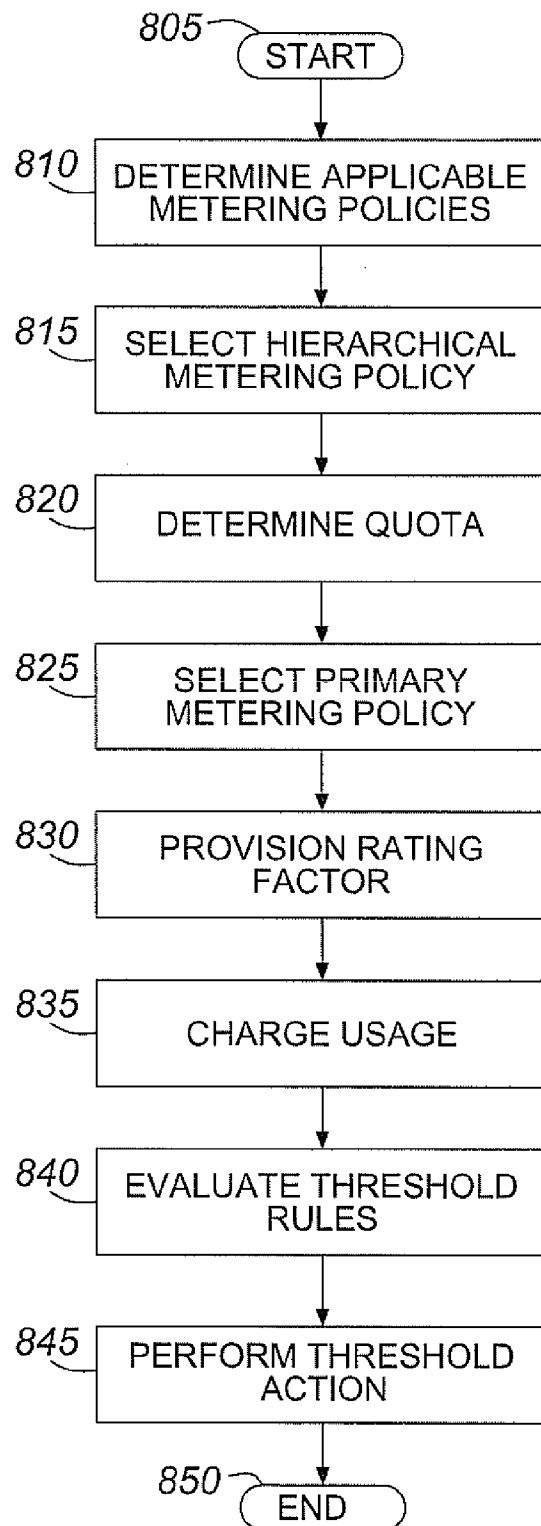 805
START
810
DETERMINE APPLICABLE
METERING POLICIES
815
SELECT HIERARCHICAL
METERING POLICY
820
DETERMINE QUOTA
825
SELECT PRIMARY
METERING POLICY
830
PROVISION RATING
FACTOR
835
CHARGE USAGE
840
EVALUATE THRESHOLD
RULES
845
PERFORM THRESHOLD
ACTION
850
END